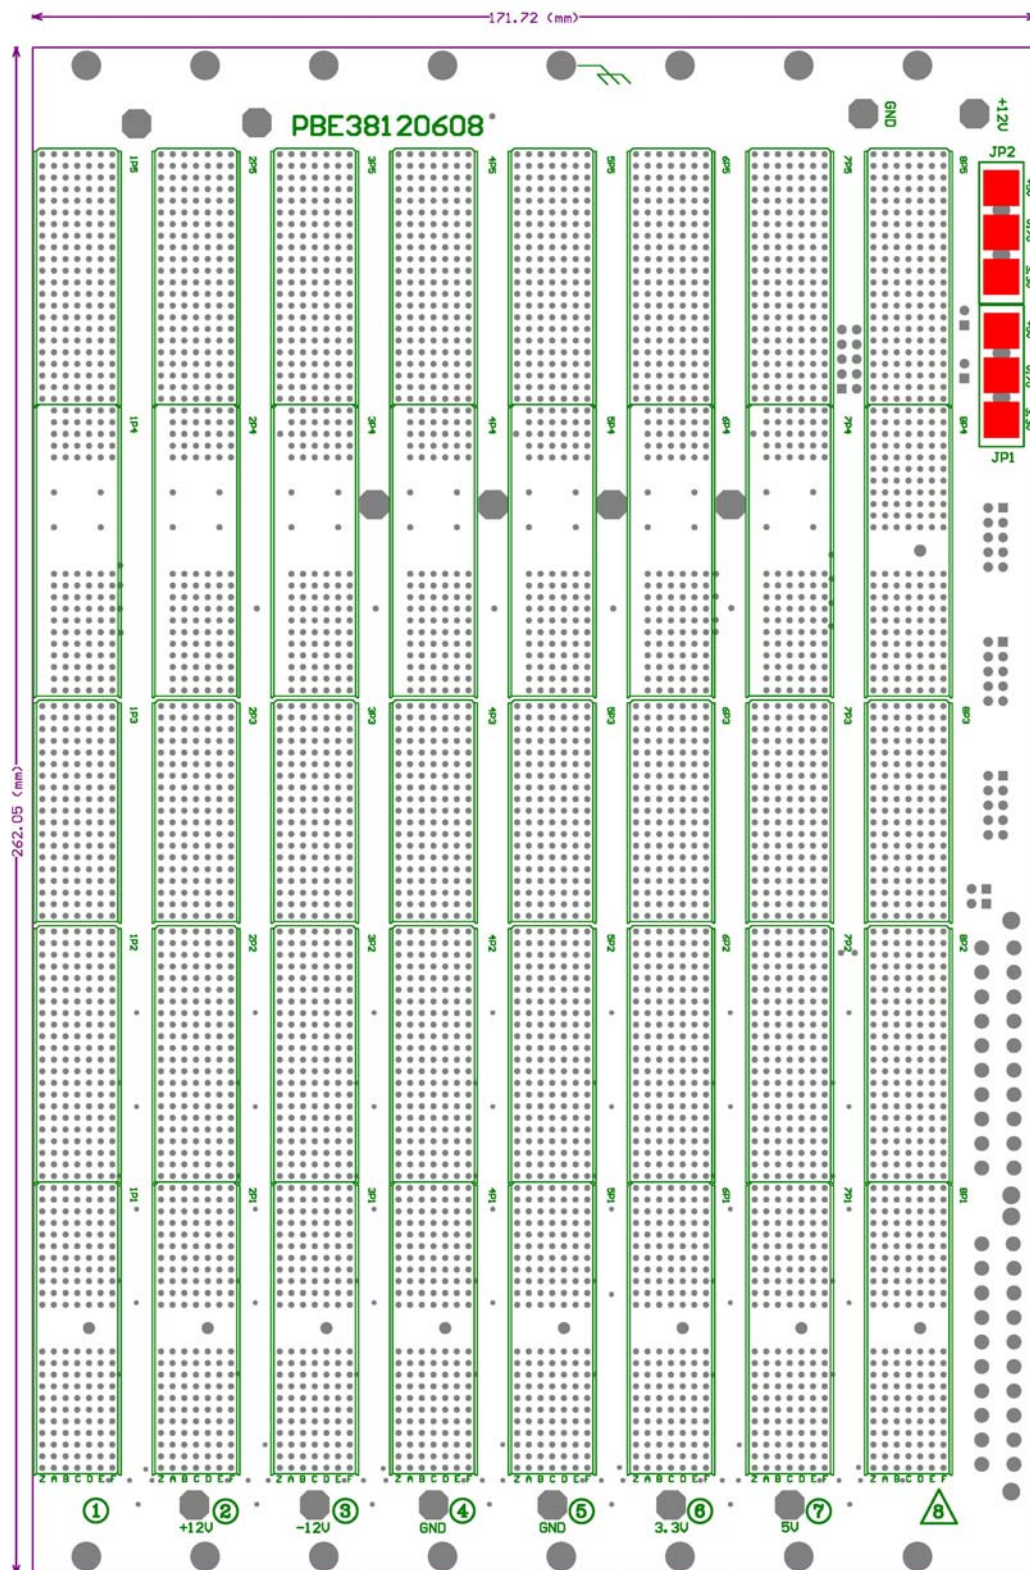 171.72 (mm)
PBE38120608
GND
+12V
JP2
1P5
2P5
3P5
4P5
5P5
6P5
7P5
8P5
1P4
2P4
3P4
4P4
5P4
6P4
7P4
8P4
JP1
1P3
2P3
3P3
4P3
5P3
6P3
7P3
8P3
262.05 (mm)
1P2
2P2
3P2
4P2
5P2
6P2
7P2
8P2
1P1
2P1
3P1
4P1
5P1
6P1
7P1
8P1
Z A B C D E F
Z A B C D E F
Z A B C D E F
Z A B C D E F
Z A B C D E F
Z A B C D E F
Z A B C D E F
Z A B C D E F
1 2 3 4 5 6 7 8
+12V
-12V
GND
GND
3.3V
5V